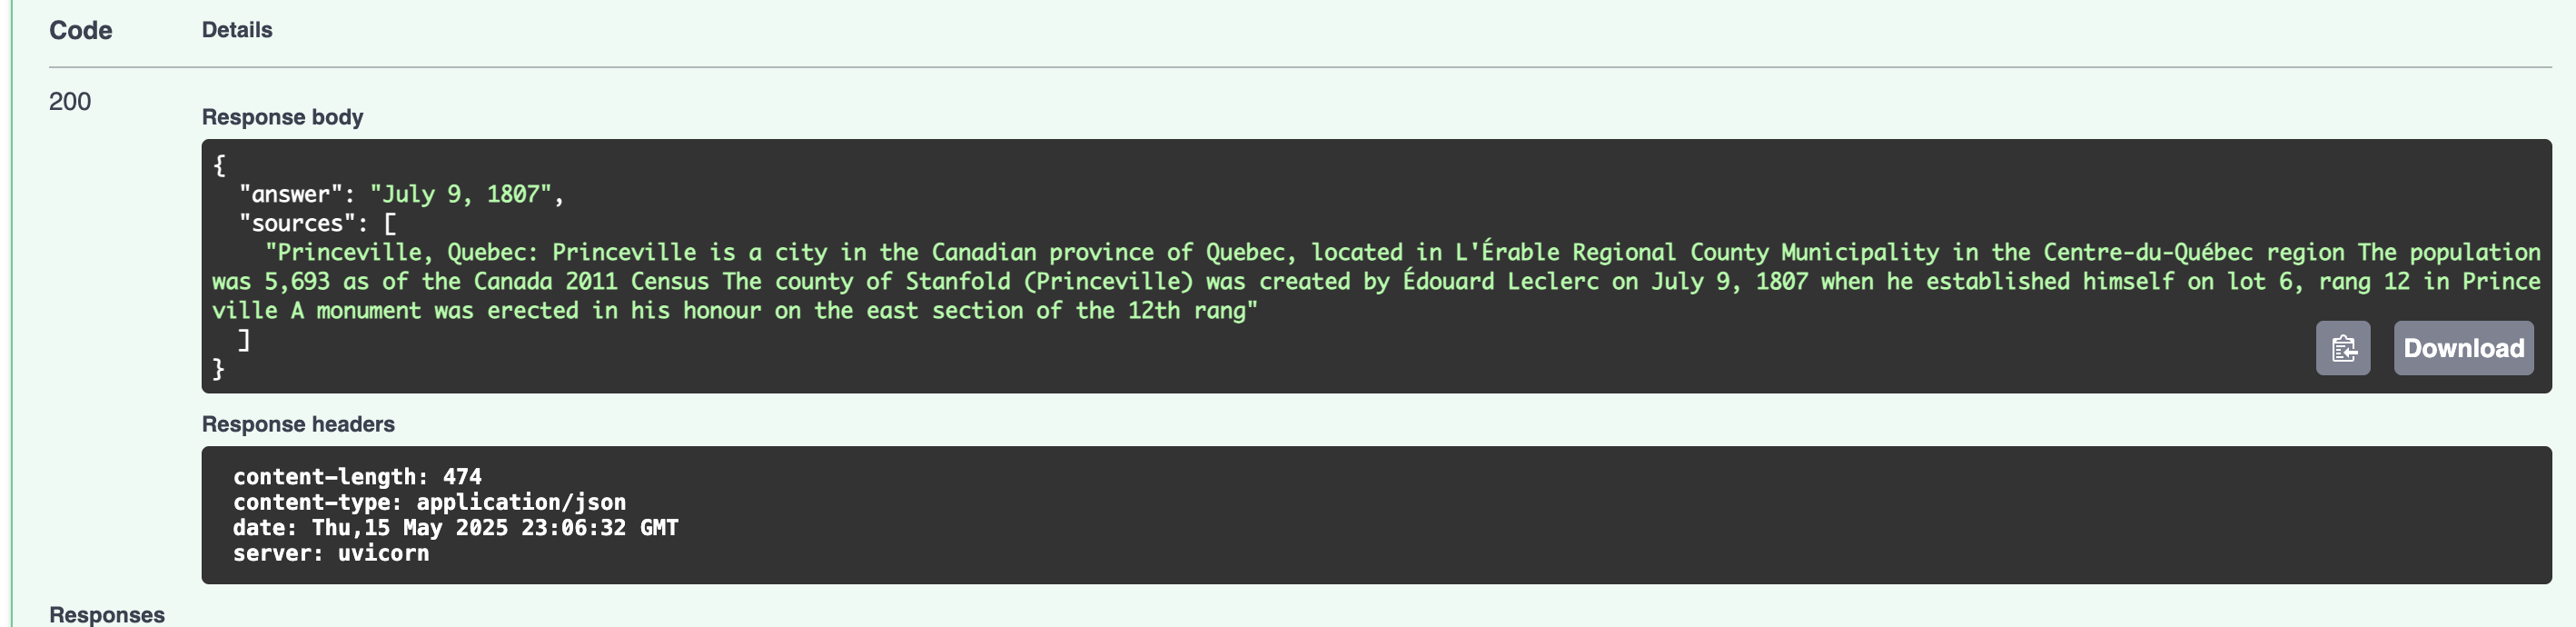 Code Details
200
Response body
{
"answer": "July 9, 1807",
"sources": [
"Princeville, Quebec: Princeville is a city in the Canadian province of Quebec, located in L'Érable Regional County Municipality in the Centre-du-Québec region The population
was 5,693 as of the Canada 2011 Census The county of Stanfold (Princeville) was created by Édouard Leclerc on July 9, 1807 when he established himself on lot 6, rang 12 in Prince
ville A monument was erected in his honour on the east section of the 12th rang"
]
}
Download
Response headers
content-length: 474
content-type: application/json
date: Thu,15 May 2025 23:06:32 GMT
server: uvicorn
Responses